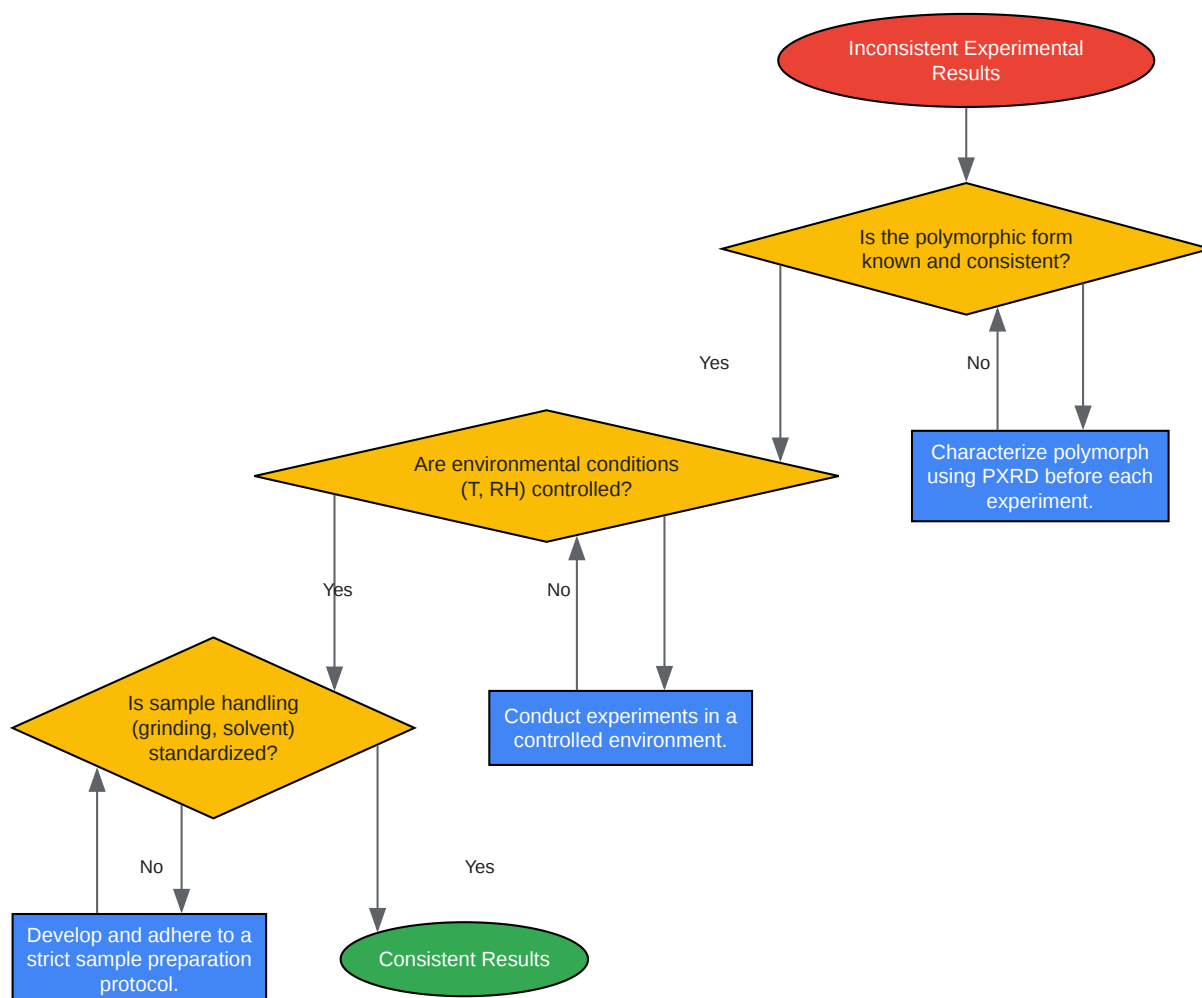 Inconsistent Experimental
Results
Is the polymorphic form
known and consistent?
Yes
No
Characterize polymorph
using PXRD before each
experiment.
Are environmental conditions
(T, RH) controlled?
Yes
No
Conduct experiments in a
controlled environment.
Is sample handling
(grinding, solvent)
standardized?
No
Yes
Develop and adhere to a
strict sample preparation
protocol.
Consistent Results